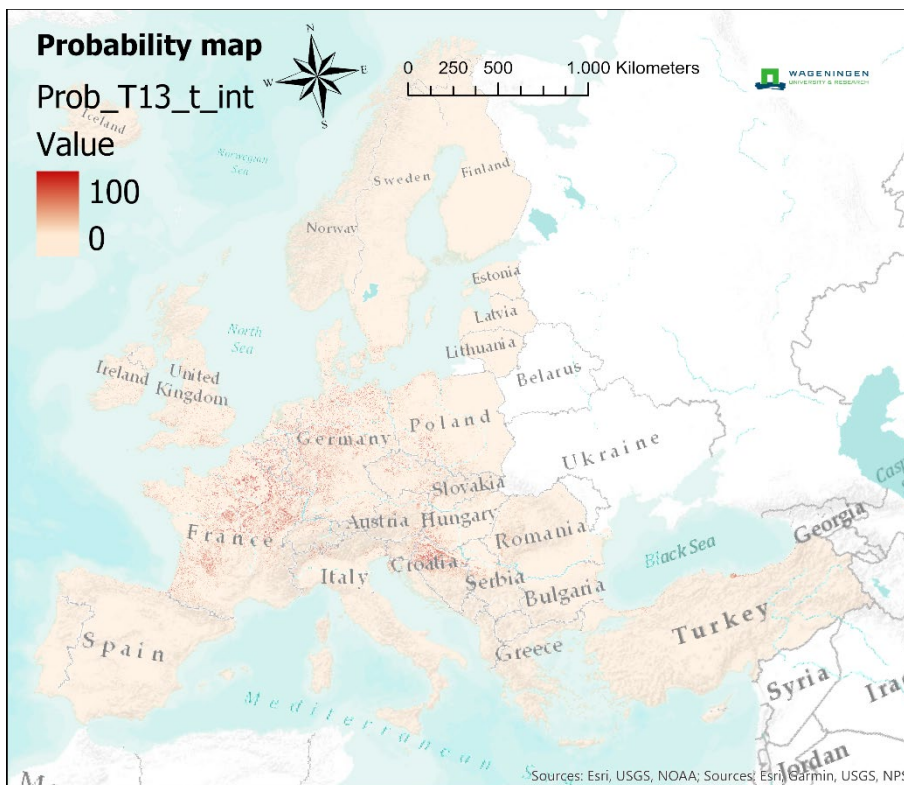 Probability map
Prob_T13_t_int
Value
100
0
N
W E
S
0 250 500 1.000 Kilometers
WAGENINGEN
UNIVERSITY & RESEARCH
Iceland
Norwegian
Sea
Sweden
Finland
Norway
Estonia
Latvia
Lithuania
North
Sea
Ireland
United
Kingdom
Belarus
Poland
Germany
Ukraine
Slovakia
Austria
Hungary
France
Romania
Croatia
Italy
Serbia
Bulgaria
Black Sea
Georgia
Casp
Spain
Greece
Turkey
Syria
Iraq
Mediterranean S
Jordan
M
Sources: Esri, USGS, NOAA; Sources: Esri, Garmin, USGS, NPS